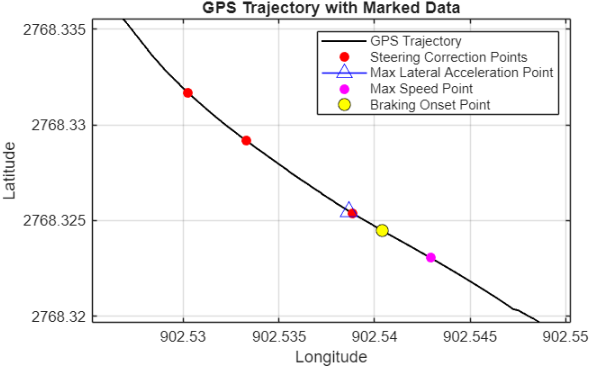 GPS Trajectory with Marked Data
2768.335
2768.33
2768.325
2768.32
Latitude
GPS Trajectory
Steering Correction Points
Max Lateral Acceleration Point
Max Speed Point
Braking Onset Point
902.53 902.535 902.54 902.545 902.55
Longitude